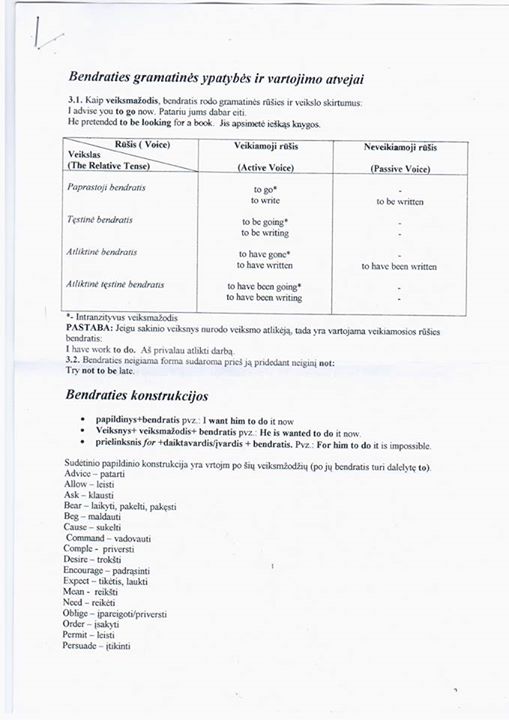 Bendraties gramatinės ypatybės ir vartojimo atvejai
3.1. Kaip veiksmažodis, bendratis rodo gramatinės rūšies ir veikslo skirtumus:
I advise you to go now. Patariu jums dabar eiti.
He pretended to be looking for a book. Jis apsimetė ieškąs knygos.
Rūšis ( Voice)
Veikslas
(The Relative Tense)
Veikiamoji rūšis
(Active Voice)
Neveikiamoji rūšis
(Passive Voice)
Paprastoji bendratis
to go* -
to write to be written
Tęstinė bendratis
to be going* -
to be writing -
Atliktinė bendratis
to have gone* -
to have written to have been written
Atliktinė tęstinė bendratis
to have been going* -
to have been writing -
*- Intranzityvus veiksmažodis
PASTABA: Jeigu sakinio veiksnys nurodo veiksmo atlikėją, tada yra vartojama veikiamosios rūšies
bendratis:
I have work to do. Aš privalau atlikti darbą.
3.2. Bendraties neigiama forma sudaroma prieš ją pridedant neiginį not:
Try not to be late.
Bendraties konstrukcijos
• papildinys+bendratis pvz.: I want him to do it now
• Veiksnys+ veiksmažodis+ bendratis pvz.: He is wanted to do it now.
• prielinksnis for +daiktavardis/įvardis + bendratis. Pvz.: For him to do it is impossible.
Sudėtinio papildinio konstrukcija yra vrtojm po šių veiksmžodžių (po jų bendratis turi dalelytę to).
Advice – patarti
Allow – leisti
Ask – klausti
Bear – laikyti, pakelti, pakęsti
Beg – maldauti
Cause – sukelti
Command – vadovauti
Comple - priversti
Desire – trokšti
Encourage – padrąsinti
Expect – tikėtis, laukti
Mean - reikšti
Need – reikėti
Oblige – įpareigoti/priversti
Order – įsakyti
Permit – leisti
Persuade – įtikinti